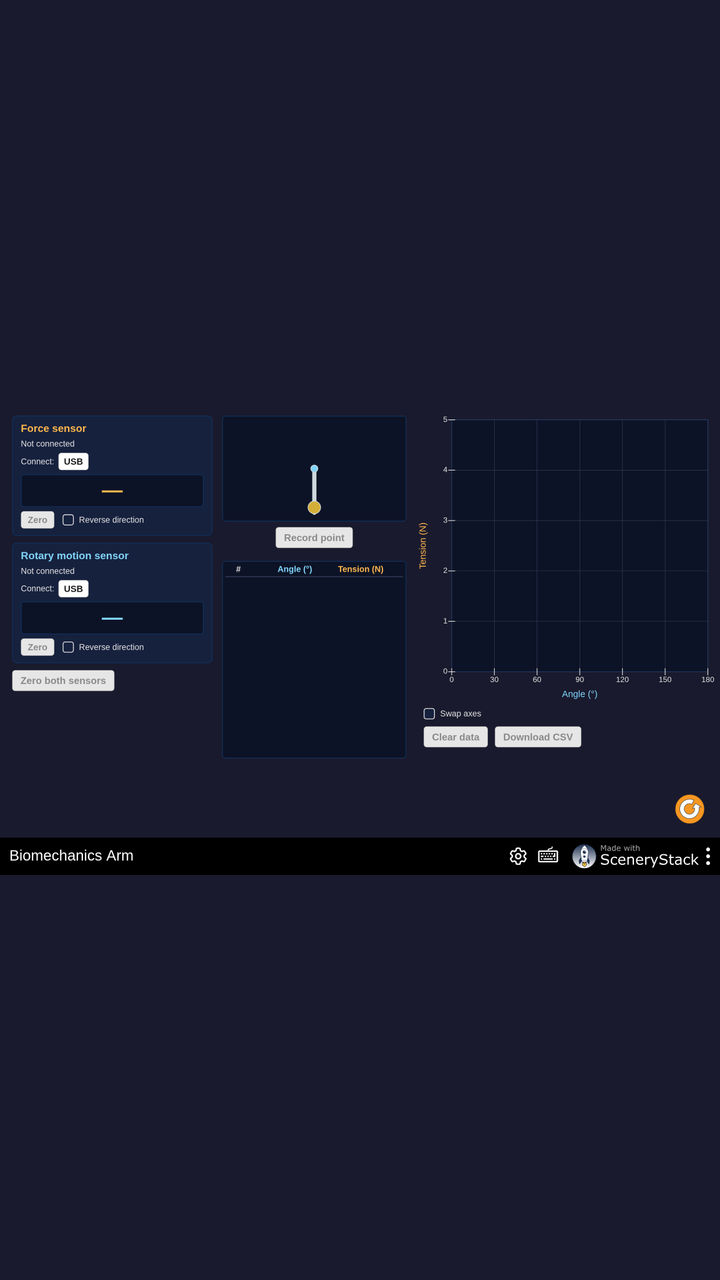 Force sensor
Not connected
Connect: USB
Zero Reverse direction
Rotary motion sensor
Not connected
Connect: USB
Zero Reverse direction
Zero both sensors
Record point
# Angle (°) Tension (N)
Tension (N)
5
4
3
2
1
0
0 30 60 90 120 150 180
Angle (°)
Swap axes
Clear data Download CSV
Biomechanics Arm
Made with
SceneryStack